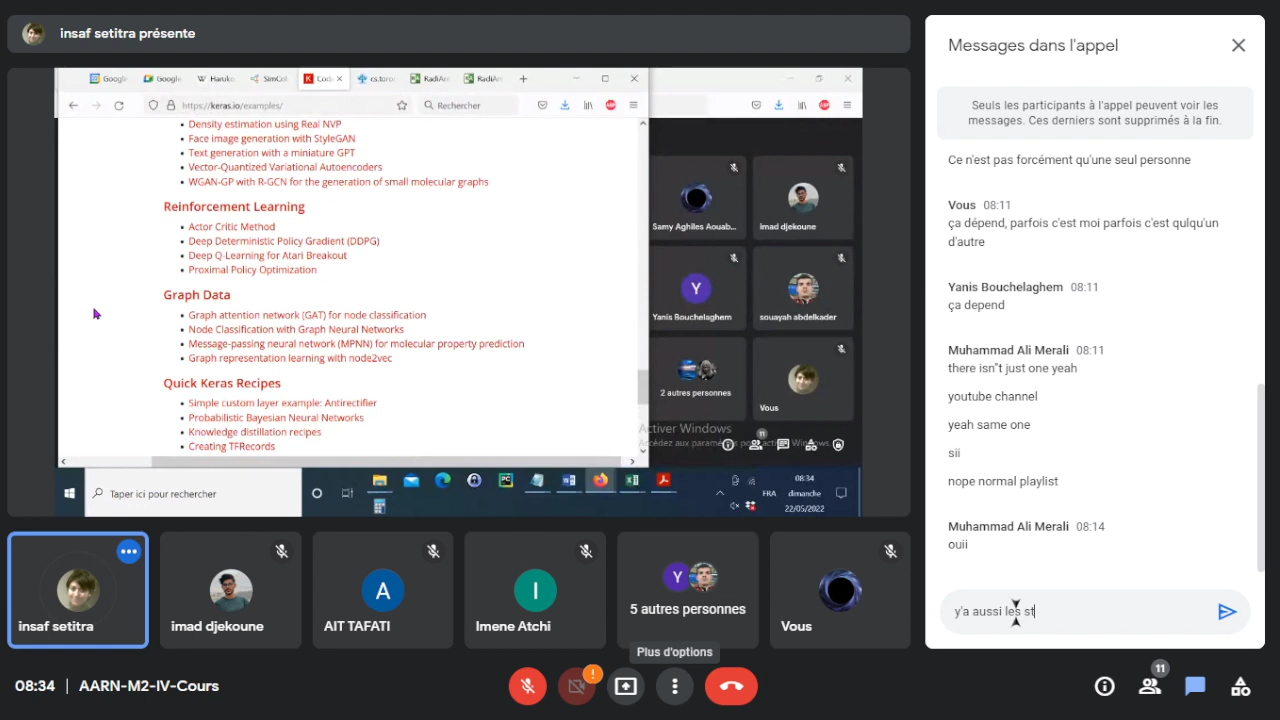 insaf setitra présente
Google
Google
Haruko
SimCol
Code
RadiAn
RadiAn
https://keras.io/examples/
Rechercher
Density estimation using Real NVP
Face image generation with StyleGAN
Text generation with a miniature GPT
Vector-Quantized Variational Autoencoders
WGAN-GP with R-GCN for the generation of small molecular graphs
Reinforcement Learning
Actor Critic Method
Deep Deterministic Policy Gradient (DDPG)
Deep Q-Learning for Atari Breakout
Proximal Policy Optimization
Graph Data
Graph attention network (GAT) for node classification
Node Classification with Graph Neural Networks
Message-passing neural network (MPNN) for molecular property prediction
Graph representation learning with node2vec
Quick Keras Recipes
Simple custom layer example: Antirectifier
Probabilistic Bayesian Neural Networks
Knowledge distillation recipes
Creating TFRecords
Samy Aghiles Aouab...
imad djekoune
Y
Yanis Bouchelaghem
souayah abdelkader
2 autres personnes
Vous
Activer Windows
11
Taper ici pour rechercher
FRA
08:34
dimanche
22/05/2022
insaf setitra
imad djekoune
A
AIT TAFATI
I
Imene Atchi
Y
5 autres personnes
Vous
Plus d'options
08:34 | AARN-M2-IV-Cours
Messages dans l'appel
Seuls les participants à l'appel peuvent voir les
messages. Ces derniers sont supprimés à la fin.
Ce n'est pas forcément qu'une seul personne
Vous 08:11
ça dépend, parfois c'est moi parfois c'est qulqu'un
d'autre
Yanis Bouchelaghem 08:11
ça depend
Muhammad Ali Merali 08:11
there isn"t just one yeah
youtube channel
yeah same one
sii
nope normal playlist
Muhammad Ali Merali 08:14
ouii
y'a aussi les st
11